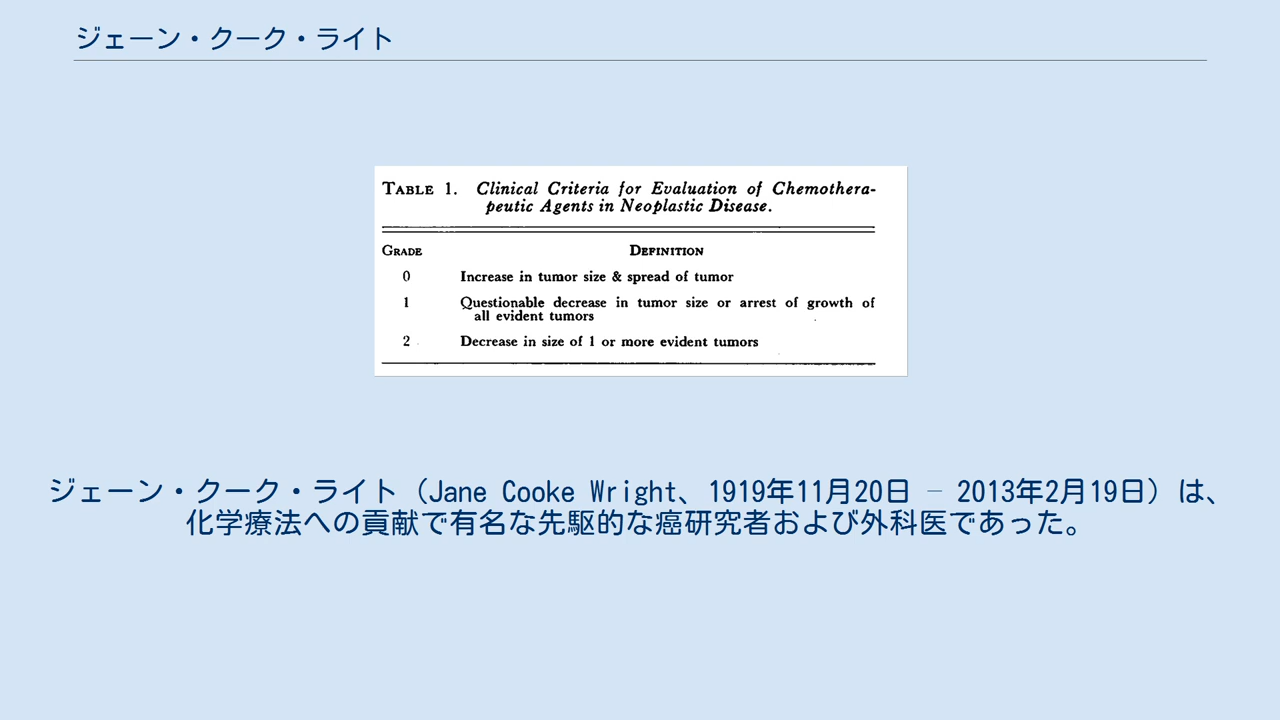 ジェーン・クーク・ライト
TABLE 1. Clinical Criteria for Evaluation of Chemothera-
peutic Agents in Neoplastic Disease.
GRADE DEFINITION
0 Increase in tumor size & spread of tumor
1 Questionable decrease in tumor size or arrest of growth of
all evident tumors
2 Decrease in size of 1 or more evident tumors
ジェーン・クーク・ライト（Jane Cooke Wright、1919年11月20日 – 2013年2月19日）は、
化学療法への貢献で有名な先駆的な癌研究者および外科医であった。